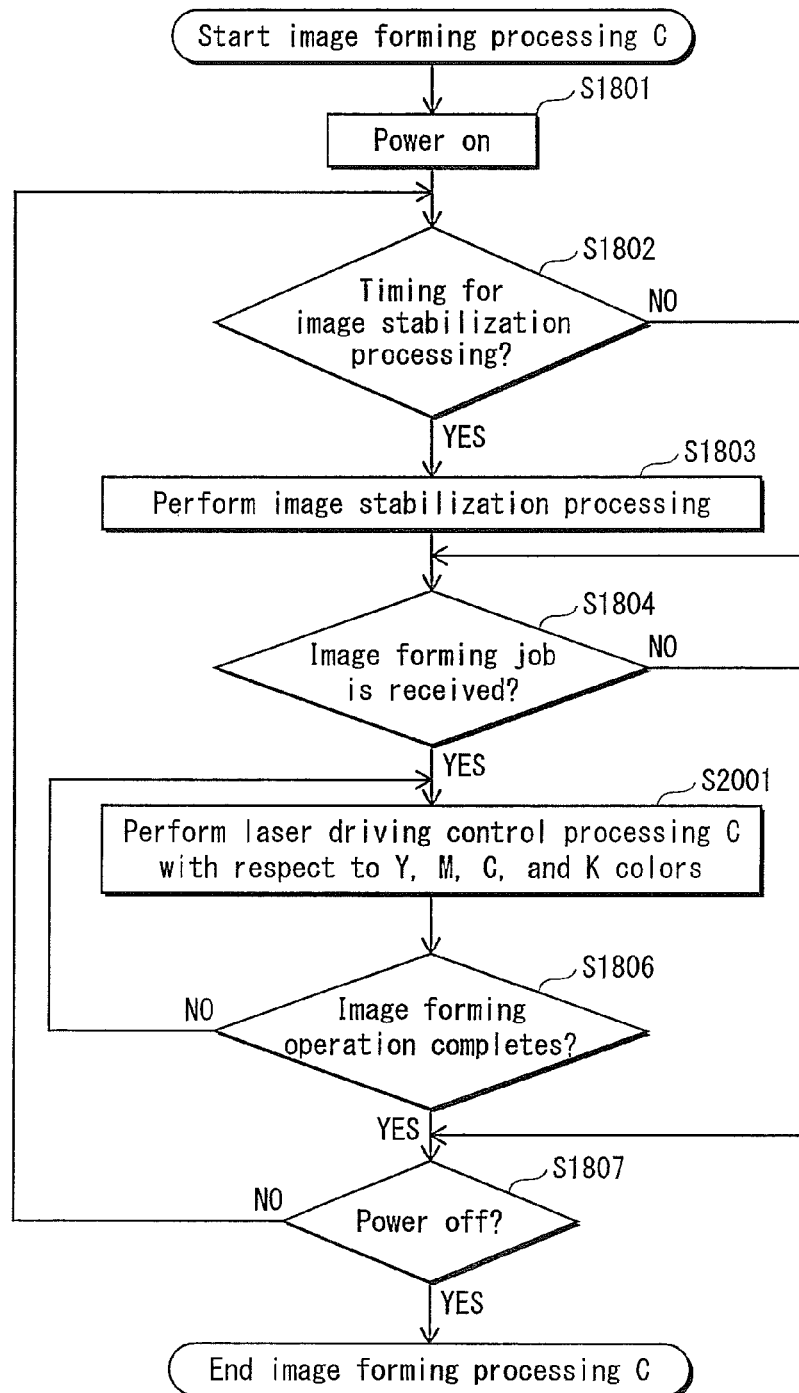 Start image forming processing C
S1801
Power on
S1802
Timing for
image stabilization
processing?
NO
YES
S1803
Perform image stabilization processing
S1804
Image forming job
is received?
NO
YES
S2001
Perform laser driving control processing C
with respect to Y, M, C, and K colors
S1806
NO
Image forming
operation completes?
YES
S1807
NO
Power off?
YES
End image forming processing C